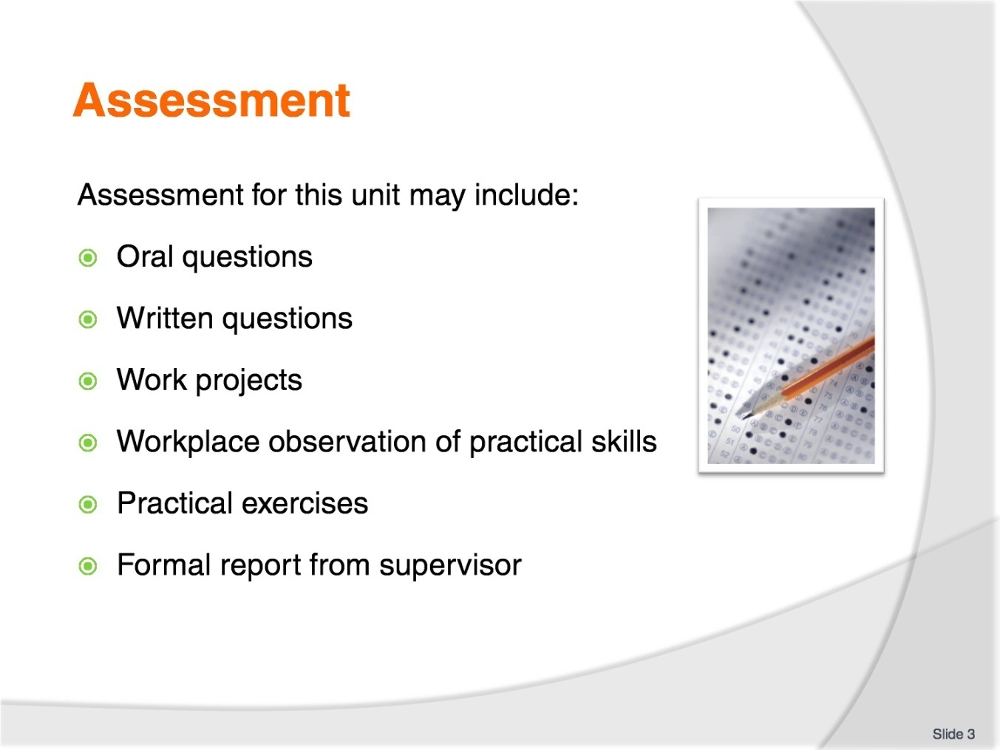 Assessment
Assessment for this unit may include:
Oral questions
Written questions
Work projects
Workplace observation of practical skills
Practical exercises
Formal report from supervisor
Slide 3